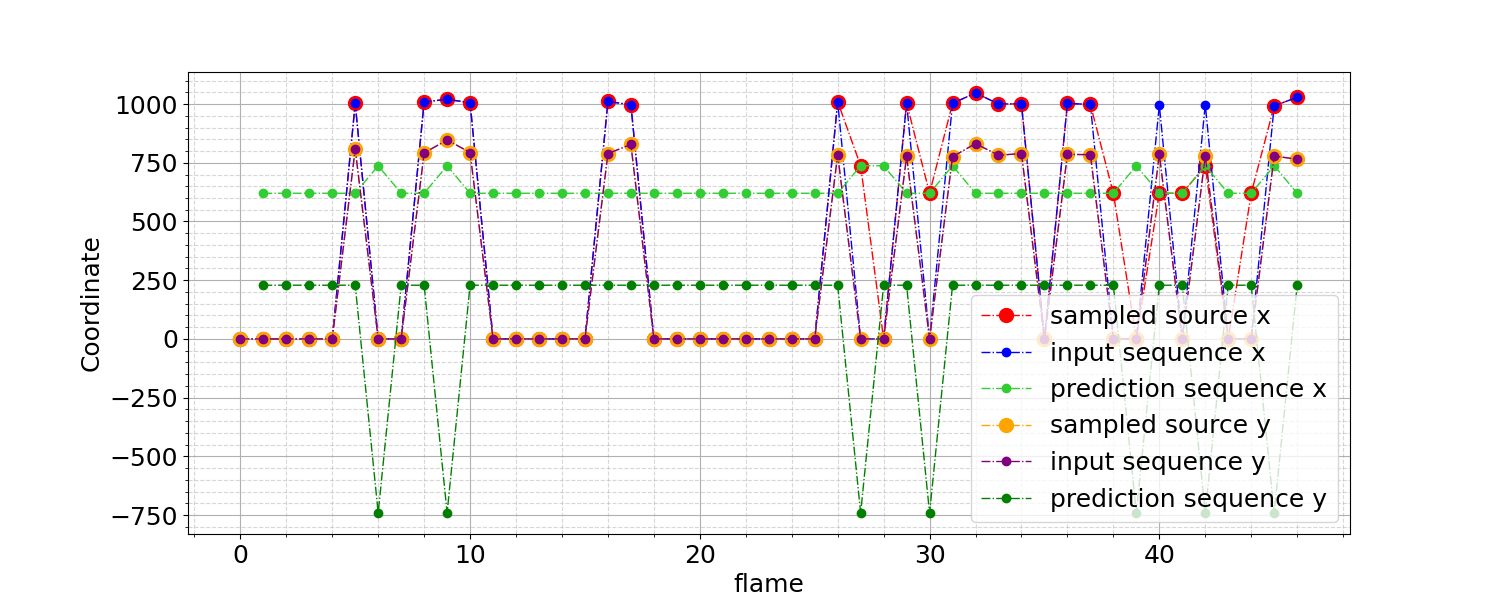 1000
750
500
250
0
−250
−500
−750
Coordinate
0
10
20
30
40
flame
sampled source x
input sequence x
prediction sequence x
sampled source y
input sequence y
prediction sequence y